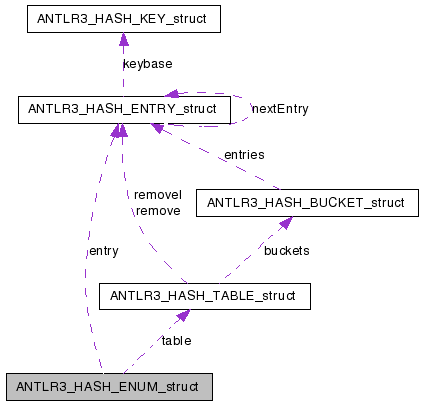 ANTLR3_HASH_KEY_struct
keybase
ANTLR3_HASH_ENTRY_struct
nextEntry
entries
removeI
remove
ANTLR3_HASH_BUCKET_struct
entry
buckets
ANTLR3_HASH_TABLE_struct
table
ANTLR3_HASH_ENUM_struct